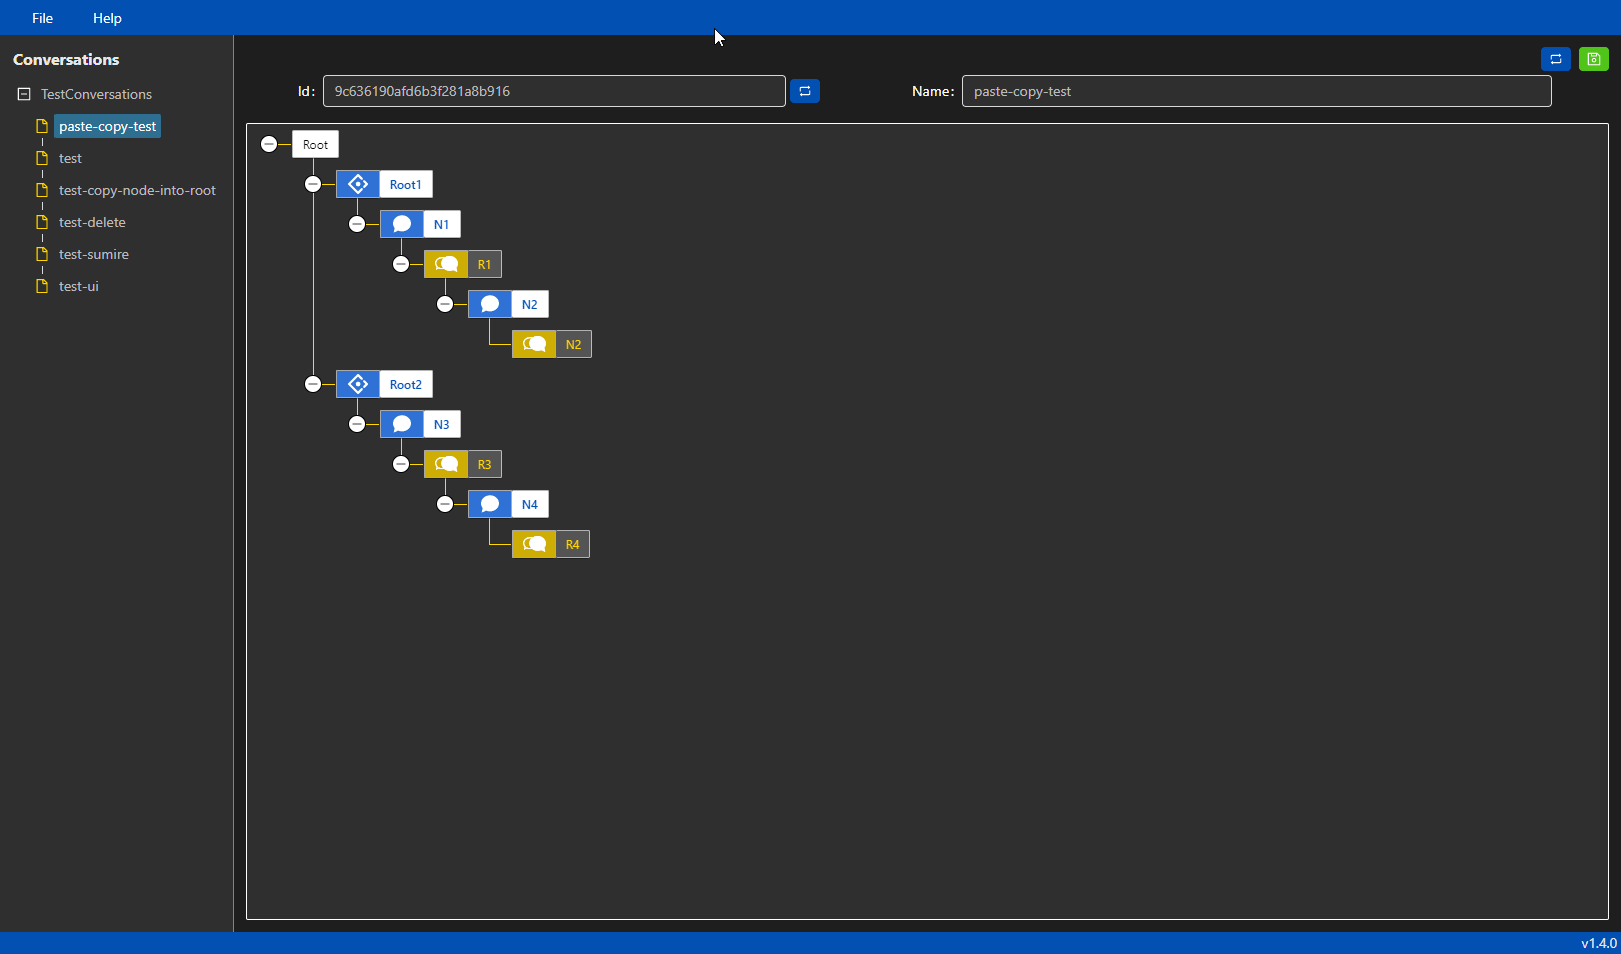 File Help
Conversations
TestConversations
paste-copy-test
test
test-copy-node-into-root
test-delete
test-sumire
test-ui
Id: 9c636190afd6b3f281a8b916 Name: paste-copy-test
Root
Root1
N1
R1
N2
N2
Root2
N3
R3
N4
R4
v1.4.0